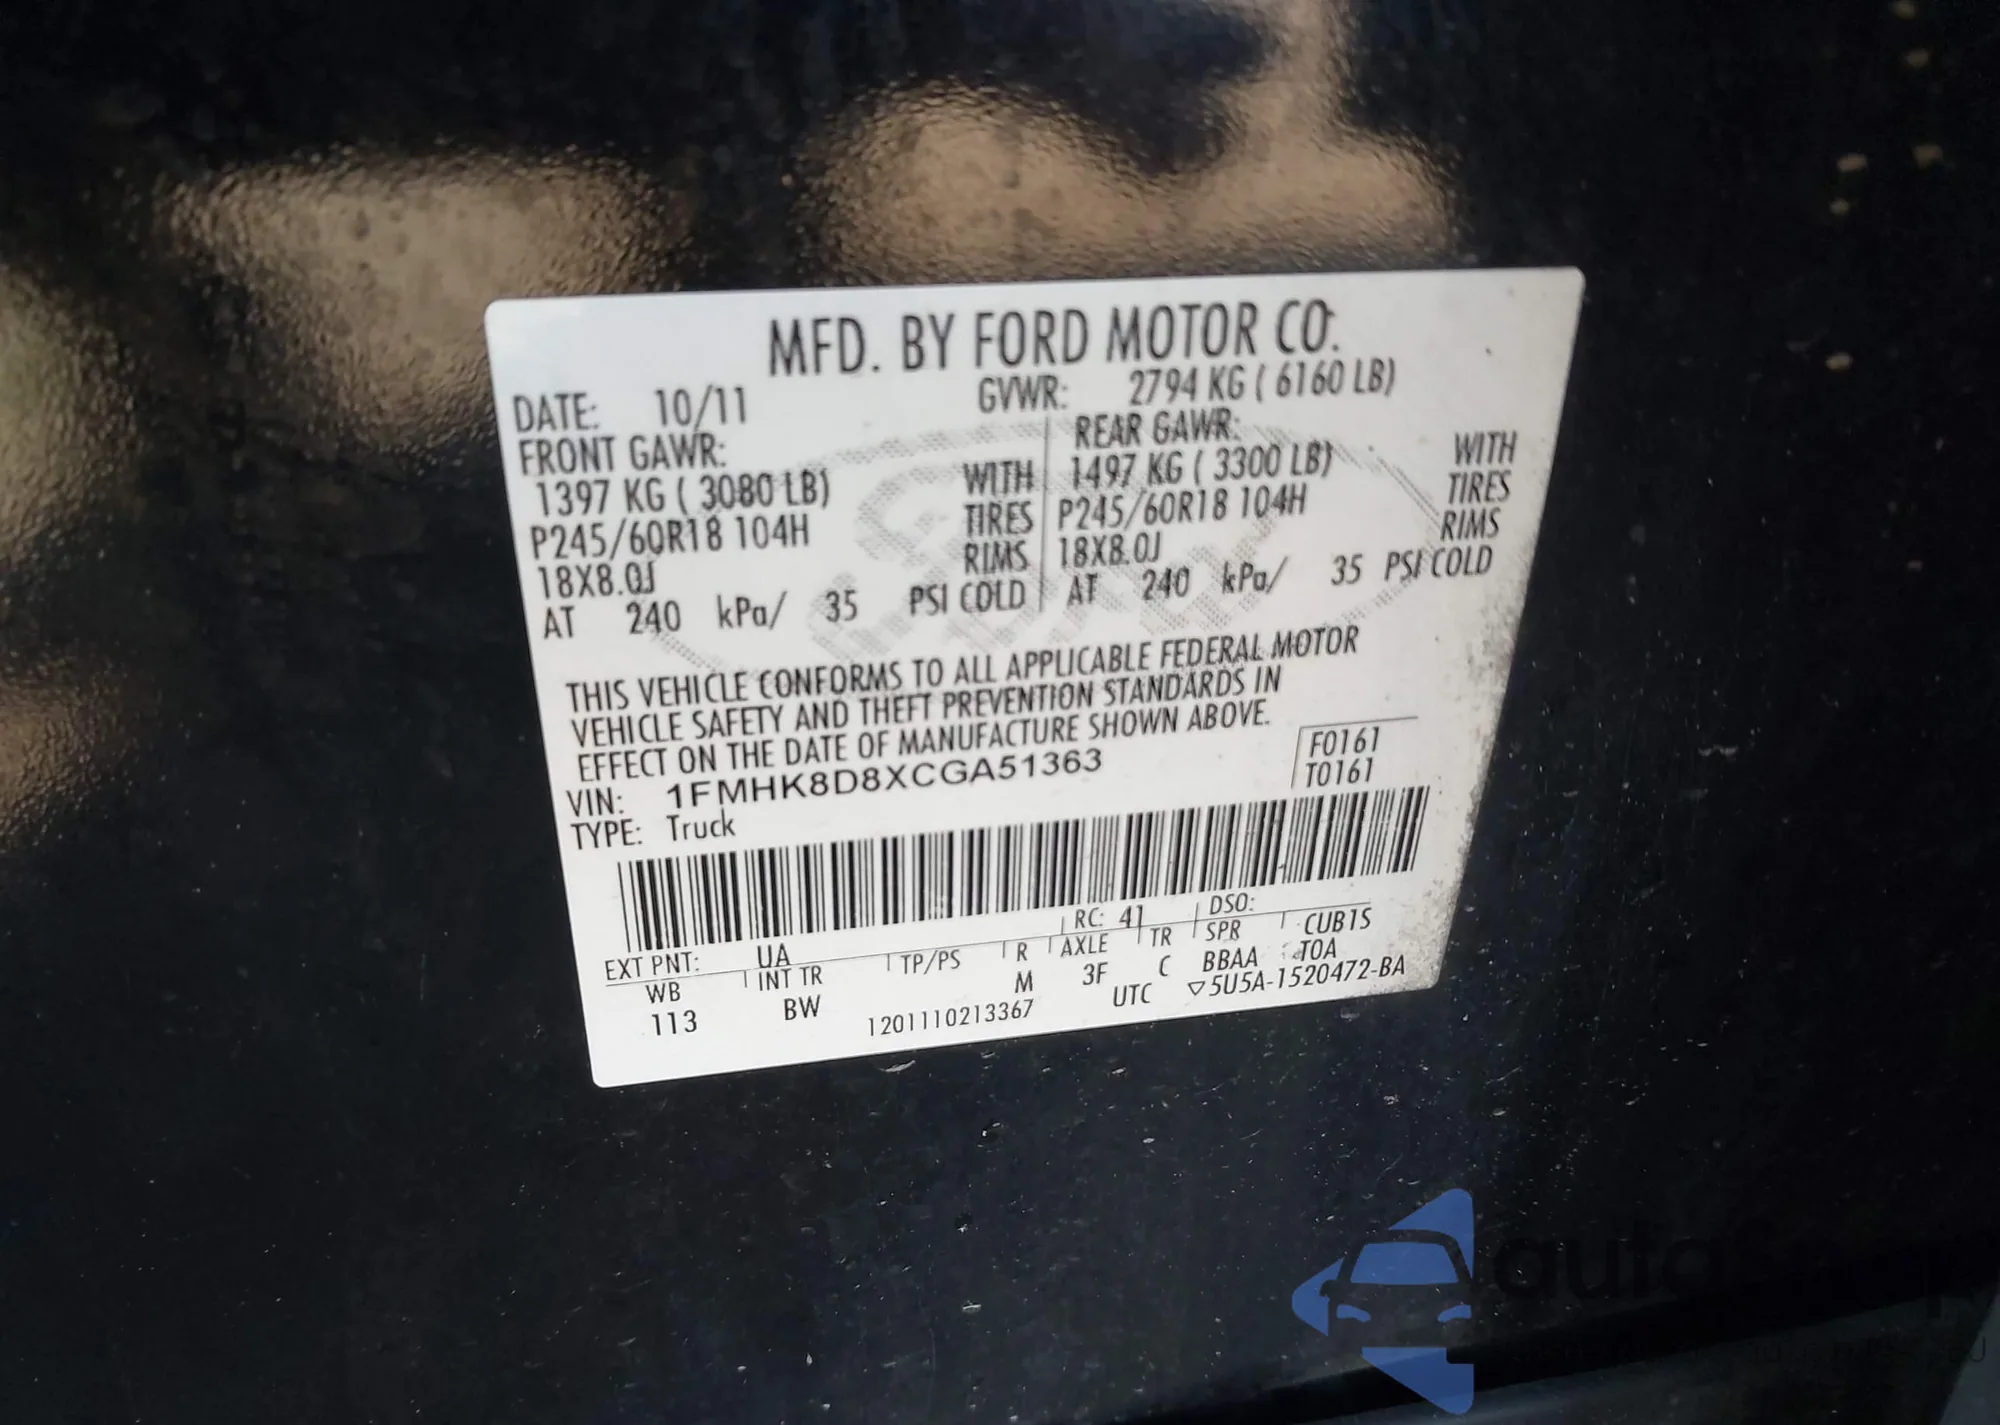 MFD. BY FORD MOTOR CO.
DATE: 10/11 GVWR: 2794 KG ( 6160 LB)
FRONT GAWR: REAR GAWR:
1397 KG ( 3080 LB) WITH 1497 KG ( 3300 LB) WITH
P245/60R18 104H TIRES P245/60R18 104H TIRES
18X8.0J RIMS 18X8.0J RIMS
AT 240 kPa/ 35 PSI COLD AT 240 kPa/ 35 PSI COLD
THIS VEHICLE CONFORMS TO ALL APPLICABLE FEDERAL MOTOR
VEHICLE SAFETY AND THEFT PREVENTION STANDARDS IN
EFFECT ON THE DATE OF MANUFACTURE SHOWN ABOVE.
VIN: 1FMHK8D8XCGA51363 F0161
TYPE: Truck T0161
EXT PNT: UA RC: 41 DSO:
WB INT TR TP/PS R AXLE TR SPR CUB1S
113 BW M 3F C BBAA TOA
1201110213367 UTC ▽5U5A-1520472-BA